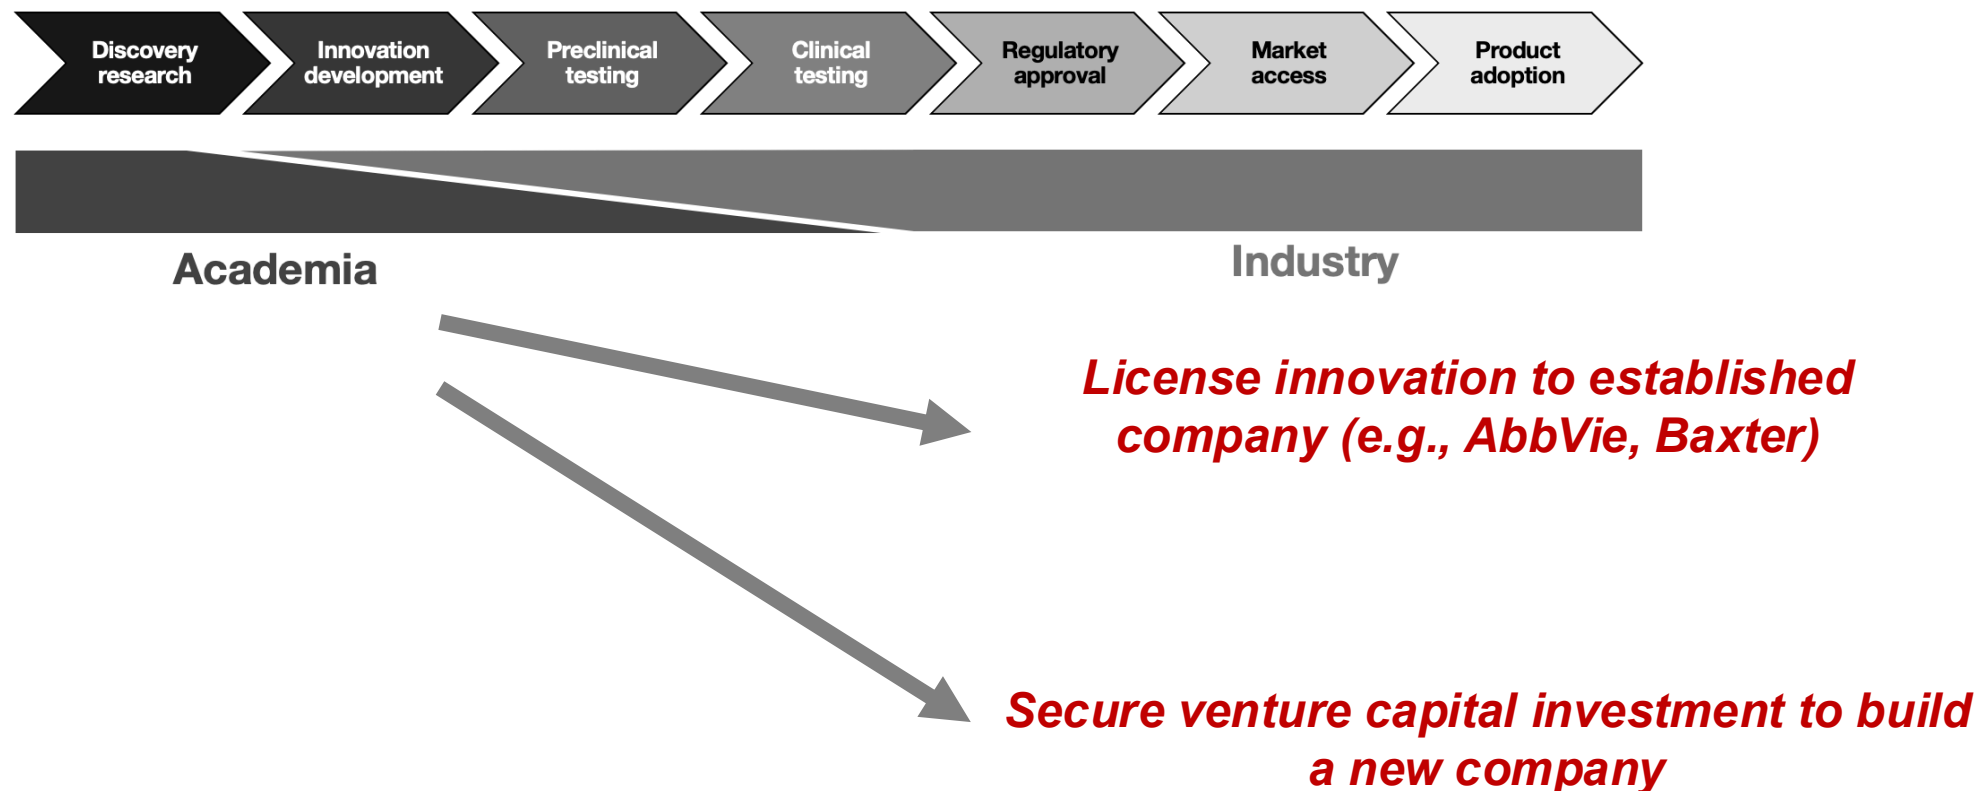 Discovery
research
Innovation
development
Preclinical
testing
Clinical
testing
Regulatory
approval
Market
access
Product
adoption
Academia
Industry
License innovation to established
company (e.g., AbbVie, Baxter)
Secure venture capital investment to build
a new company